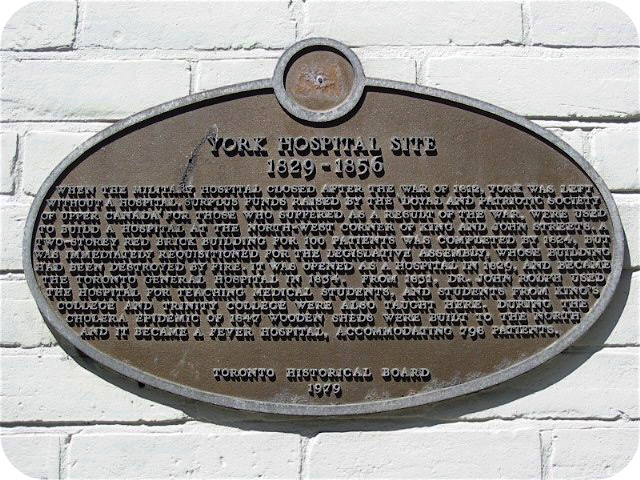 YORK HOSPITAL SITE
1829-1856
WHEN THE MILITARY HOSPITAL CLOSED AFTER THE WAR OF 1812, YORK WAS LEFT
WITHOUT A HOSPITAL. SURPLUS FUNDS RAISED BY THE LOYAL AND PATRIOTIC SOCIETY
OF UPPER CANADA FOR THOSE WHO SUFFERED AS A RESULT OF THE WAR, WERE USED
TO BUILD A HOSPITAL AT THE NORTH-WEST CORNER OF KING AND JOHN STREETS. A
TWO-STOREY RED BRICK BUILDING FOR 100 PATIENTS WAS COMPLETED BY 1824, BUT
WAS IMMEDIATELY REQUISITIONED FOR THE LEGISLATIVE ASSEMBLY, WHOSE BUILDING
HAD BEEN DESTROYED BY FIRE. IT WAS OPENED AS A HOSPITAL IN 1829, AND BECAME
THE TORONTO GENERAL HOSPITAL IN FROM DR. JOHN ROLPH USED
THE HOSPITAL FOR TEACHING MEDICAL STUDENTS, AND STUDENTS FROM KING'S
COLLEGE AND TRINITY COLLEGE WERE ALSO TAUGHT HERE. DURING THE
CHOLERA EPIDEMIC OF 1847 WOODEN SHEDS WERE BUILT TO THE NORTH
AND IT BECAME A FEVER HOSPITAL, ACCOMMODATING 798 PATIENTS.
TORONTO HISTORICAL BOARD
1979